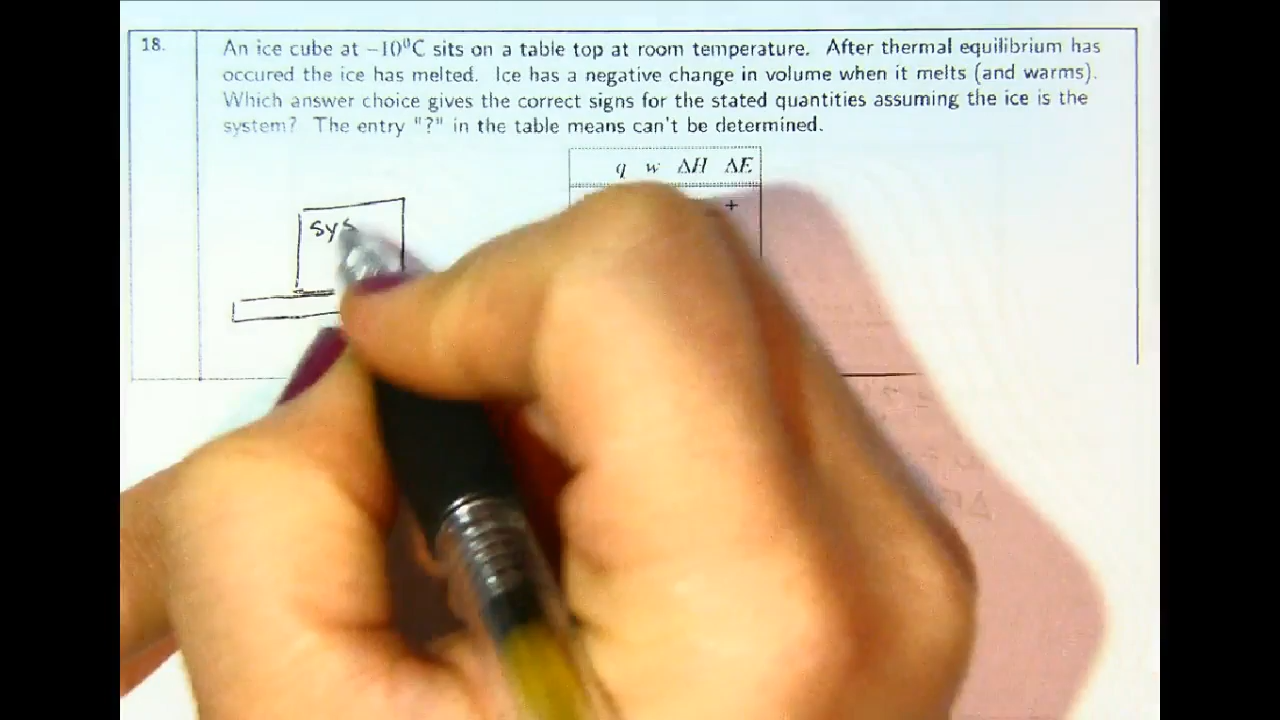 18.
An ice cube at −10⁰C sits on a table top at room temperature. After thermal equilibrium has
occured the ice has melted. Ice has a negative change in volume when it melts (and warms).
Which answer choice gives the correct signs for the stated quantities assuming the ice is the
system? The entry "?" in the table means can't be determined.
q w ΔH ΔE
+
sys